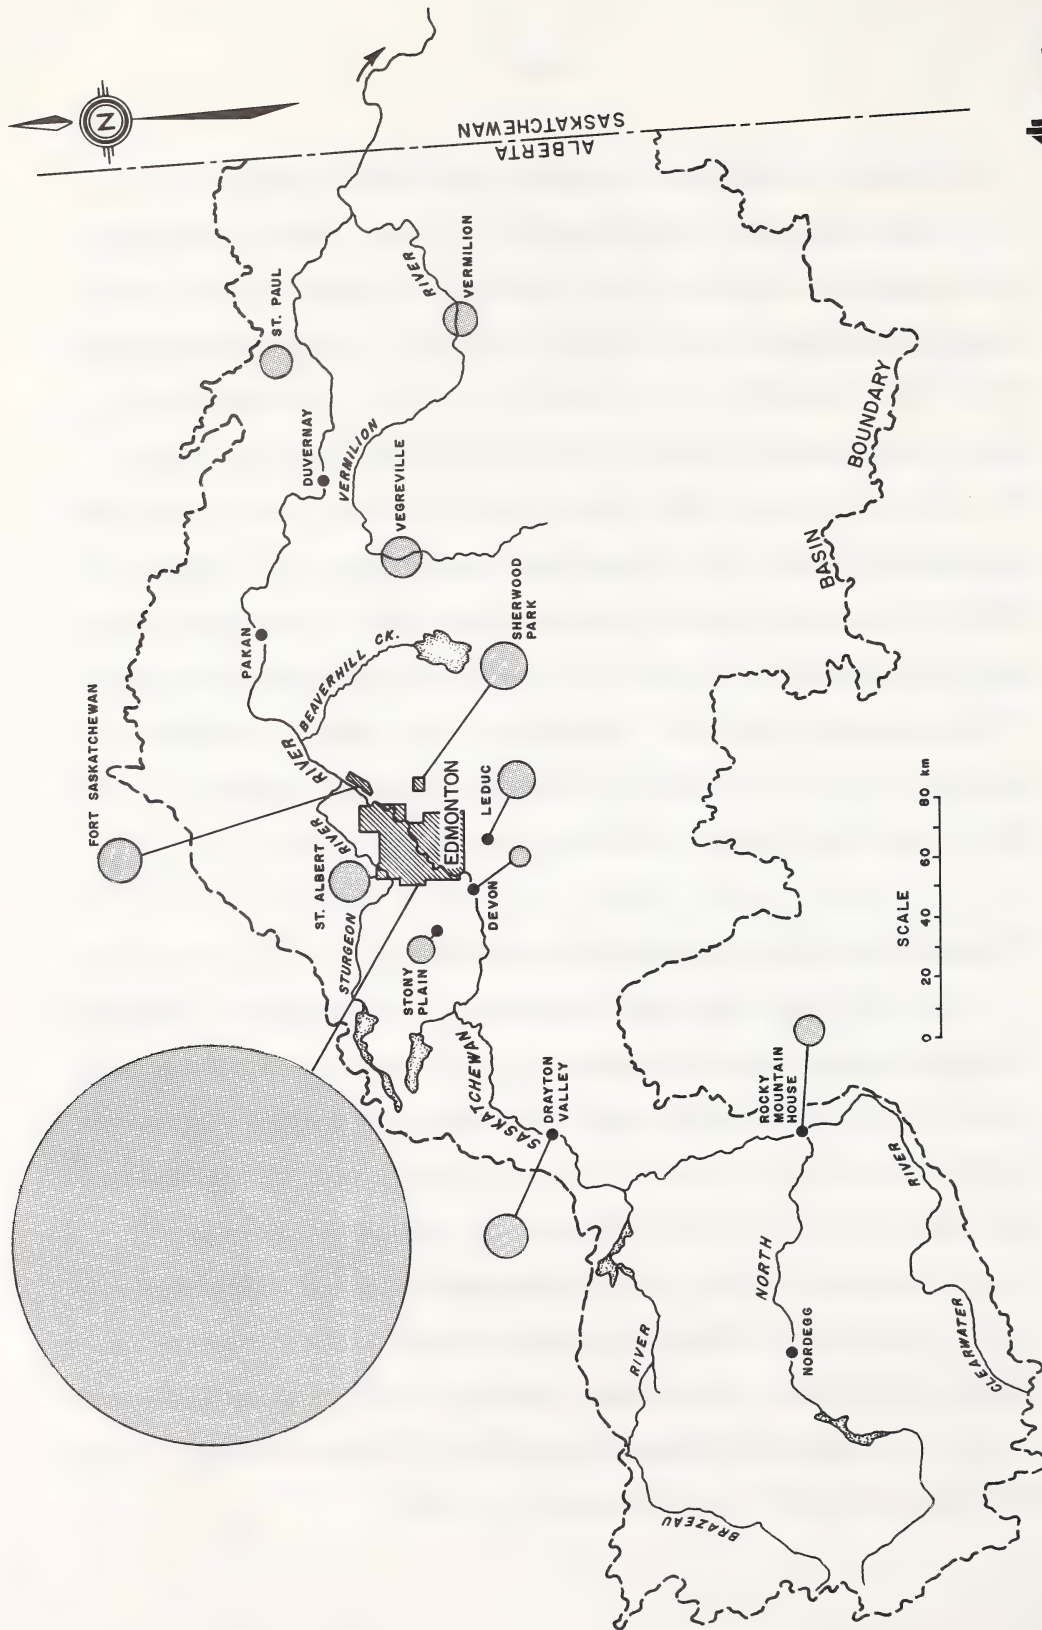 N
SASKATCHEWAN
ALBERTA
ST. PAUL
RIVER
VERMILION
DUVERNAY
VERMILION
VEGREVILLE
BOUNDARY
BASIN
PAKAN
BEAVERHILL CK.
SHERWOOD
PARK
FORT SASKATCHEWAN
RIVER
RIVER
ST. ALBERT
EDMONTON
LEDUC
DEVON
STURGEON
STONY
PLAIN
SCALE
0 20 40 60 80 km
SASKATCHEWAN
DRAYTON
VALLEY
ROCKY
MOUNTAIN
HOUSE
RIVER
NORTH
NORDEGG
CLEARWATER
RIVER
BRAZEAU